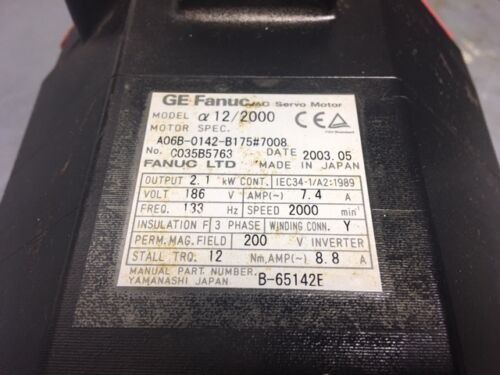 GE Fanuc AC Servo Motor
MODEL α 12/2000
MOTOR SPEC.
A06B-0142-B175#7008
No. C035B5763 DATE 2003.05
FANUC LTD MADE IN JAPAN
OUTPUT 2.1 kW CONT. IEC34-1/A2:1989
VOLT 186 V AMP(~) 7.4 A
FREQ. 133 Hz SPEED 2000 min⁻¹
INSULATION F 3 PHASE WINDING CONN. Y
PERM.MAG.FIELD 200 V INVERTER
STALL TRQ. 12 Nm,AMP(~) 8.8 A
MANUAL PART NUMBER. B-65142E
YAMANASHI JAPAN